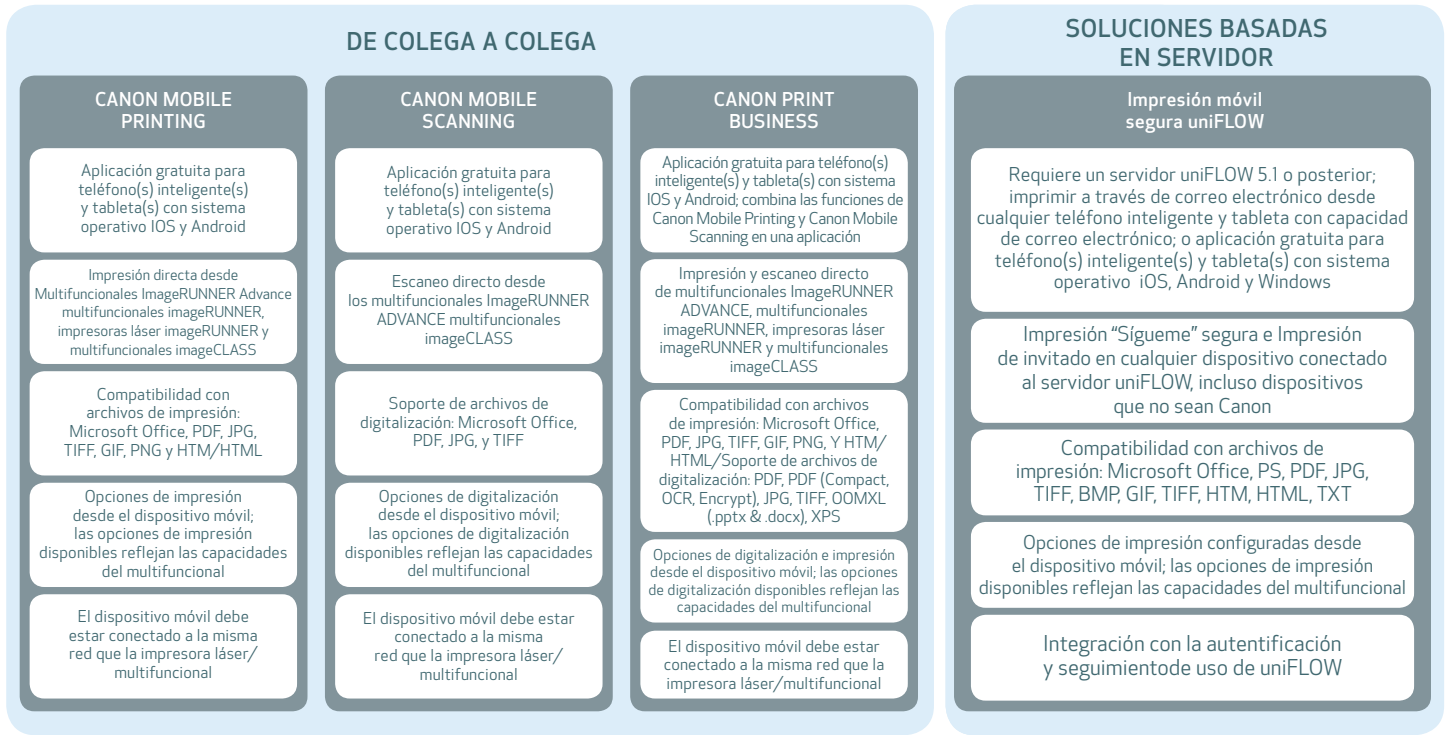 DE COLEGA A COLEGA
CANON MOBILE
PRINTING
Aplicación gratuita para
teléfono(s) inteligente(s)
y tableta(s) con sistema
operativo IOS y Android
Impresión directa desde
Multifuncionales ImageRUNNER Advance
multifuncionales imageRUNNER,
impresoras láser imageRUNNER y
multifuncionales imageCLASS
Compatibilidad con
archivos de impresión:
Microsoft Office, PDF, JPG,
TIFF, GIF, PNG y HTM/HTML
Opciones de impresión
desde el dispositivo móvil;
las opciones de impresión
disponibles reflejan las capacidades
del multifuncional
El dispositivo móvil debe
estar conectado a la misma
red que la impresora láser/
multifuncional
CANON MOBILE
SCANNING
Aplicación gratuita para
teléfono(s) inteligente(s)
y tableta(s) con sistema
operativo IOS y Android
Escaneo directo desde
los multifuncionales ImageRUNNER
ADVANCE multifuncionales
imageCLASS
Soporte de archivos de
digitalización: Microsoft Office,
PDF, JPG, y TIFF
Opciones de digitalización
desde el dispositivo móvil;
las opciones de digitalización
disponibles reflejan las capacidades
del multifuncional
El dispositivo móvil debe estar
conectado a la misma
red que la impresora láser/
multifuncional
CANON PRINT
BUSINESS
Aplicación gratuita para teléfono(s)
inteligente(s) y tableta(s) con sistema
IOS y Android; combina las funciones de
Canon Mobile Printing y Canon Mobile
Scanning en una aplicación
Impresión y escaneo directo
de multifuncionales ImageRUNNER
ADVANCE, multifuncionales
imageRUNNER, impresoras láser
imageRUNNER y multifuncionales
imageCLASS
Compatibilidad con archivos
de impresión: Microsoft Office,
PDF, JPG, TIFF, GIF, PNG, Y HTM/
HTML/Soporte de archivos de
digitalización: PDF, PDF (Compact,
OCR, Encrypt), JPG, TIFF, OOMXL
(.pptx & .docx), XPS
Opciones de digitalización e impresión
desde el dispositivo móvil; las opciones
de digitalización disponibles reflejan las
capacidades del multifuncional
El dispositivo móvil debe estar
conectado a la misma red que la
impresora láser/multifuncional
SOLUCIONES BASADAS
EN SERVIDOR
Impresión móvil
segura uniFLOW
Requiere un servidor uniFLOW 5.1 o posterior;
imprimir a través de correo electrónico desde
cualquier teléfono inteligente y tableta con capacidad
de correo electrónico; o aplicación gratuita para
teléfono(s) inteligente(s) y tableta(s) con sistema
operativo iOS, Android y Windows
Impresión “Sígueme” segura e Impresión
de invitado en cualquier dispositivo conectado
al servidor uniFLOW, incluso dispositivos
que no sean Canon
Compatibilidad con archivos de
impresión: Microsoft Office, PS, PDF, JPG,
TIFF, BMP, GIF, TIFF, HTM, HTML, TXT
Opciones de impresión configuradas desde
el dispositivo móvil; las opciones de impresión
disponibles reflejan las capacidades del multifuncional
Integración con la autentificación
y seguimientode uso de uniFLOW